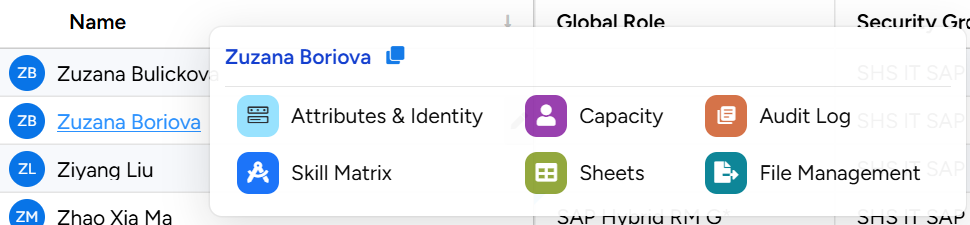 Name ↓ Global Role Security Gro
Zuzana Boriova
ZB Zuzana Bulickova SHS IT SAP
Attributes & Identity Capacity Audit Log
ZB Zuzana Boriova SHS IT SAP
Skill Matrix Sheets File Management
ZL Ziyang Liu SHS IT SAP
ZM Zhao Xia Ma SAP Hybrid RM G SHS IT SAP